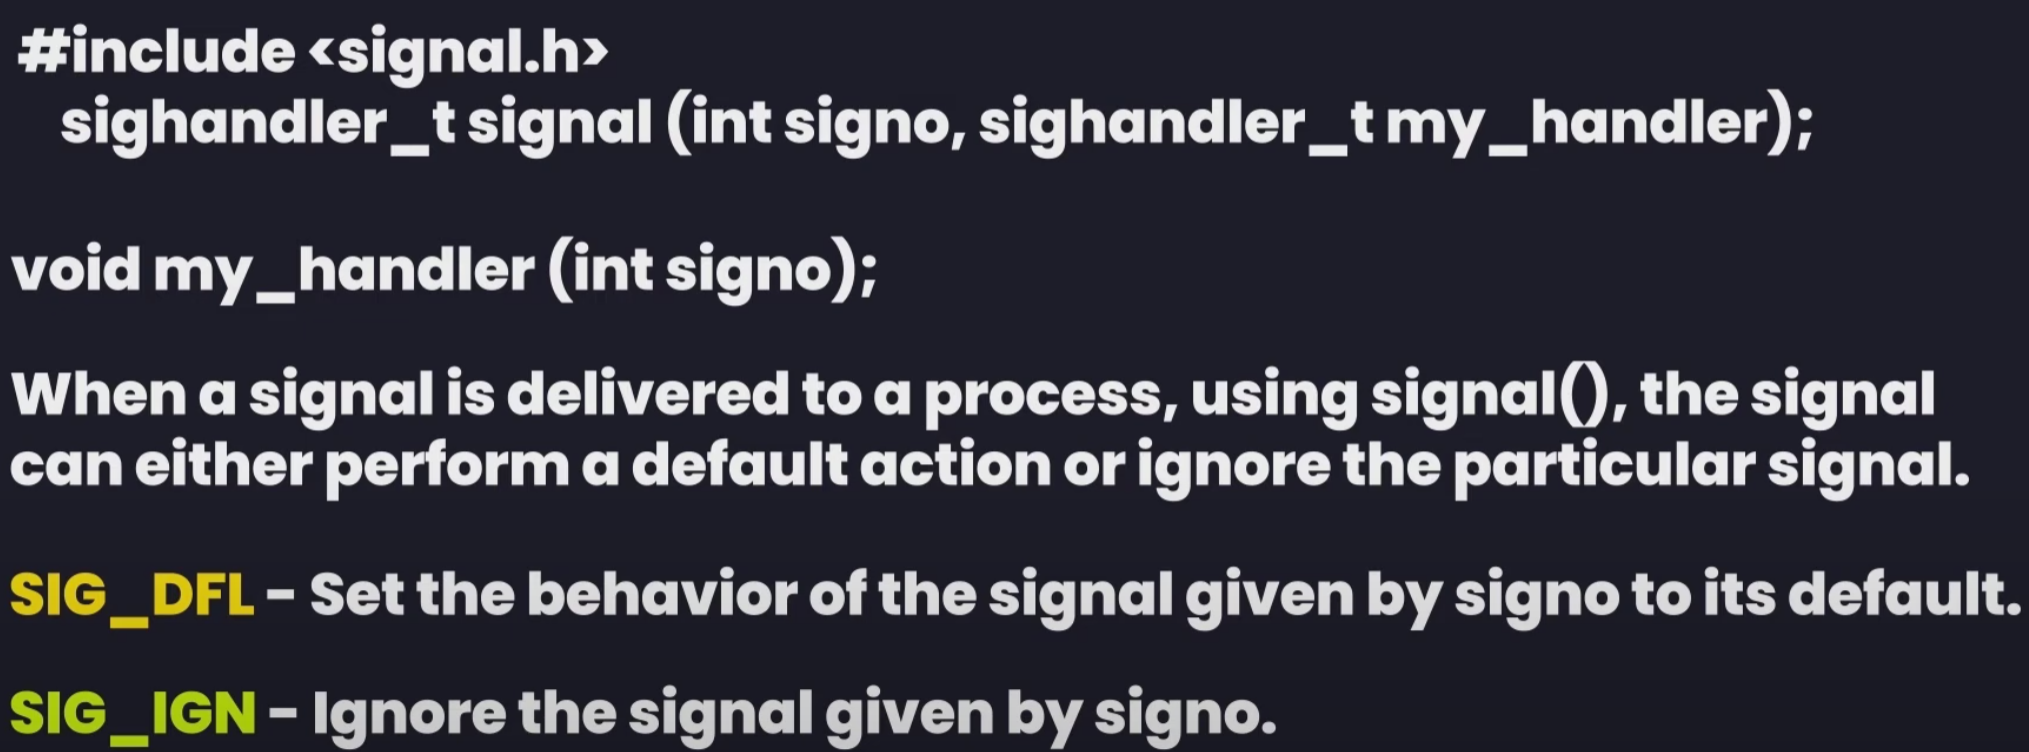 #include <signal.h>
sighandler_t signal (int signo, sighandler_t my_handler);
void my_handler (int signo);
When a signal is delivered to a process, using signal(), the signal
can either perform a default action or ignore the particular signal.
SIG_DFL - Set the behavior of the signal given by signo to its default.
SIG_IGN - Ignore the signal given by signo.